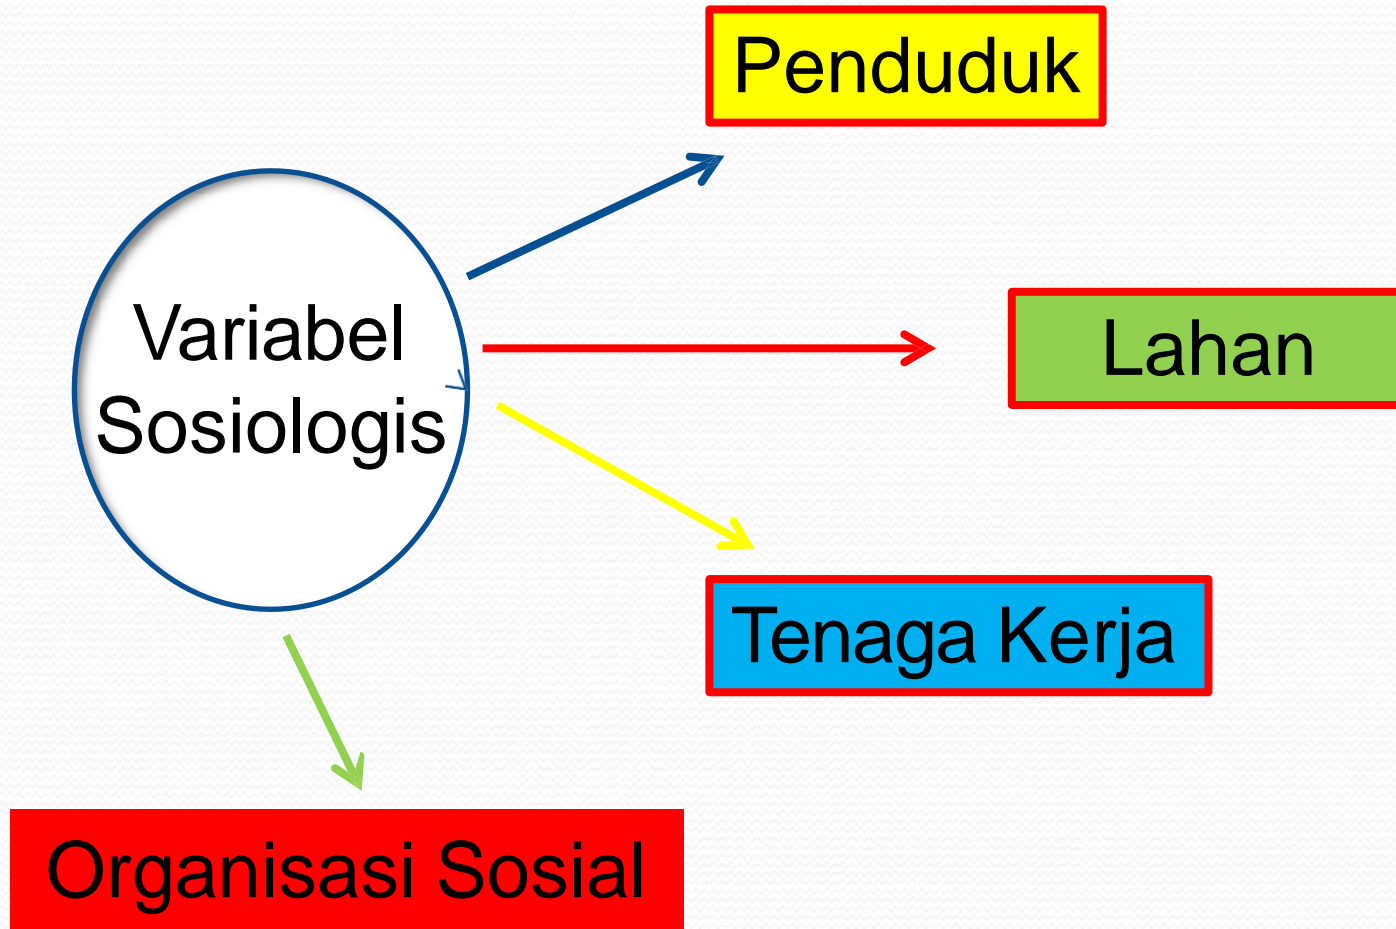 Penduduk
Variabel
Sosiologis
Lahan
Tenaga Kerja
Organisasi Sosial